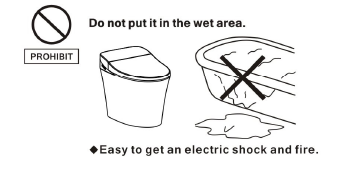 Do not put it in the wet area.
PROHIBIT
◆Easy to get an electric shock and fire.